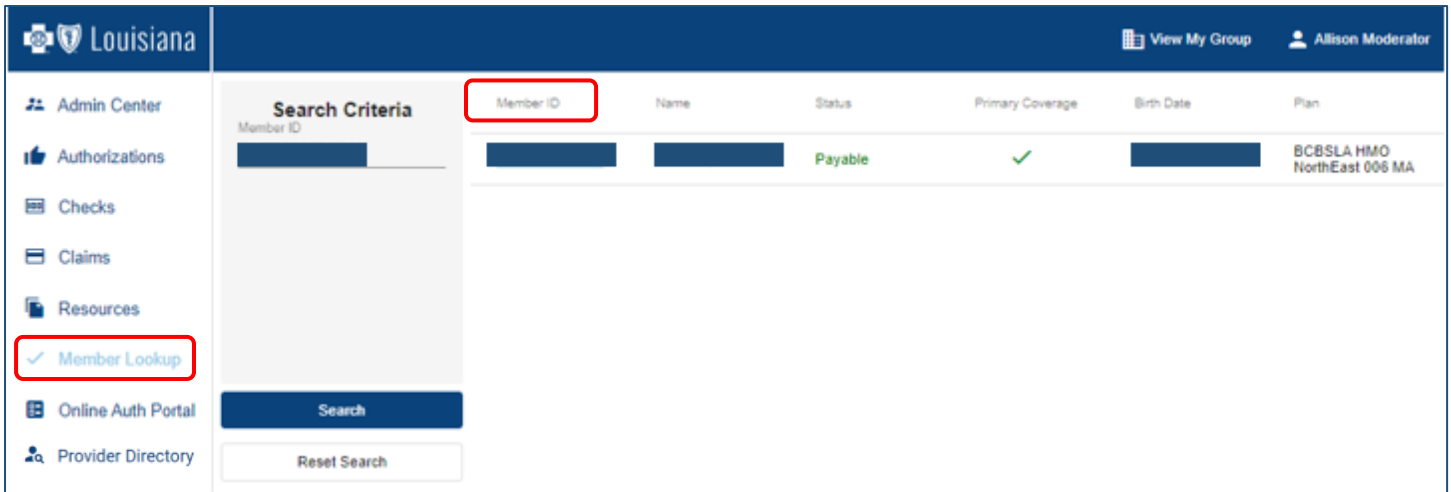 Louisiana
View My Group
Allison Moderator
Admin Center
Authorizations
Checks
Claims
Resources
Member Lookup
Online Auth Portal
Provider Directory
Search Criteria
Member ID
Search
Reset Search
Member ID Name Status Primary Coverage Birth Date Plan
Payable BCBSLA HMO
NorthEast 006 MA